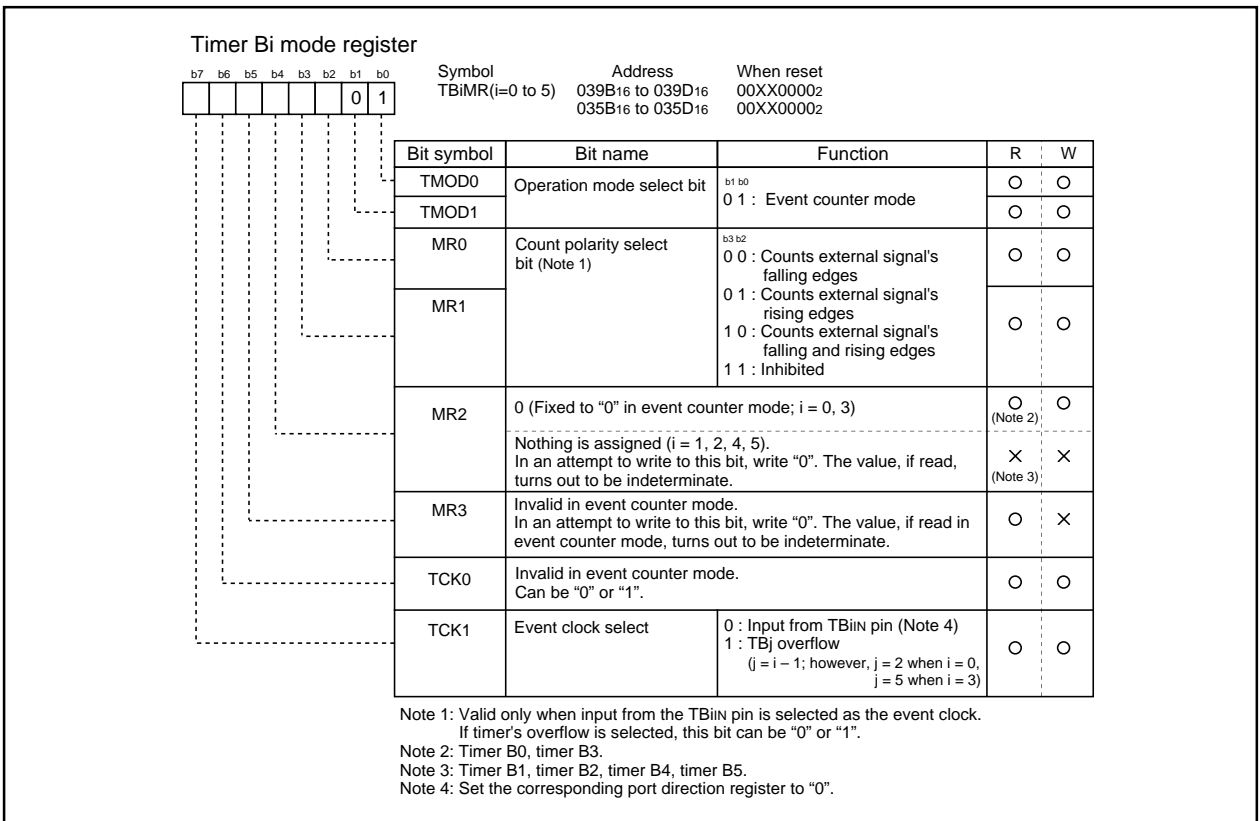 Timer Bi mode register
b7 b6 b5 b4 b3 b2 b1 b0
0 1
Symbol Address When reset
TBiMR(i=0 to 5) 039B16 to 039D16 00XX00002
035B16 to 035D16 00XX00002
Bit symbol Bit name Function R W
TMOD0 Operation mode select bit b1 b0
0 1 : Event counter mode
TMOD1
MR0 Count polarity select
bit (Note 1)
b3 b2
0 0 : Counts external signal's
falling edges
0 1 : Counts external signal's
rising edges
1 0 : Counts external signal's
falling and rising edges
1 1 : Inhibited
MR1
MR2 0 (Fixed to “0” in event counter mode; i = 0, 3)
(Note 2)
Nothing is assigned (i = 1, 2, 4, 5).
In an attempt to write to this bit, write “0”. The value, if read,
turns out to be indeterminate.
(Note 3)
MR3 Invalid in event counter mode.
In an attempt to write to this bit, write “0”. The value, if read in
event counter mode, turns out to be indeterminate.
TCK0 Invalid in event counter mode.
Can be “0” or “1”.
TCK1 Event clock select 0 : Input from TBiIN pin (Note 4)
1 : TBj overflow
(j = i – 1; however, j = 2 when i = 0,
j = 5 when i = 3)
Note 1: Valid only when input from the TBiIN pin is selected as the event clock.
If timer's overflow is selected, this bit can be “0” or “1”.
Note 2: Timer B0, timer B3.
Note 3: Timer B1, timer B2, timer B4, timer B5.
Note 4: Set the corresponding port direction register to “0”.